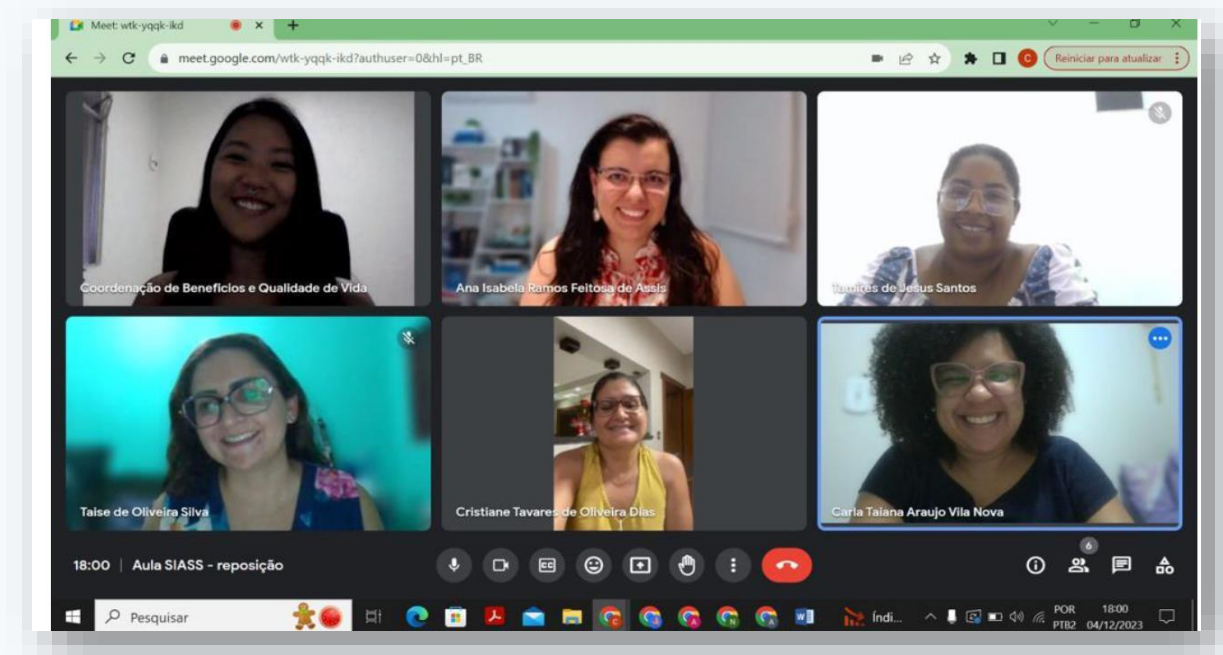 Meet: wtk-yqqk-ikd
meet.google.com/wtk-yqqk-ikd?authuser=0&hl=pt_BR
C
Reiniciar para atualizar
Coordenação de Beneficios e Qualidade de Vida
Ana Isabela Ramos Feitosa de Assis
Tamires de Jesus Santos
Taise de Oliveira Silva
Cristiane Tavares de Oliveira Dias
Carla Taiana Araujo Vila Nova
18:00 | Aula SIASS - reposição
CC
6
Pesquisar
Índi...
POR
PTB2
18:00
04/12/2023